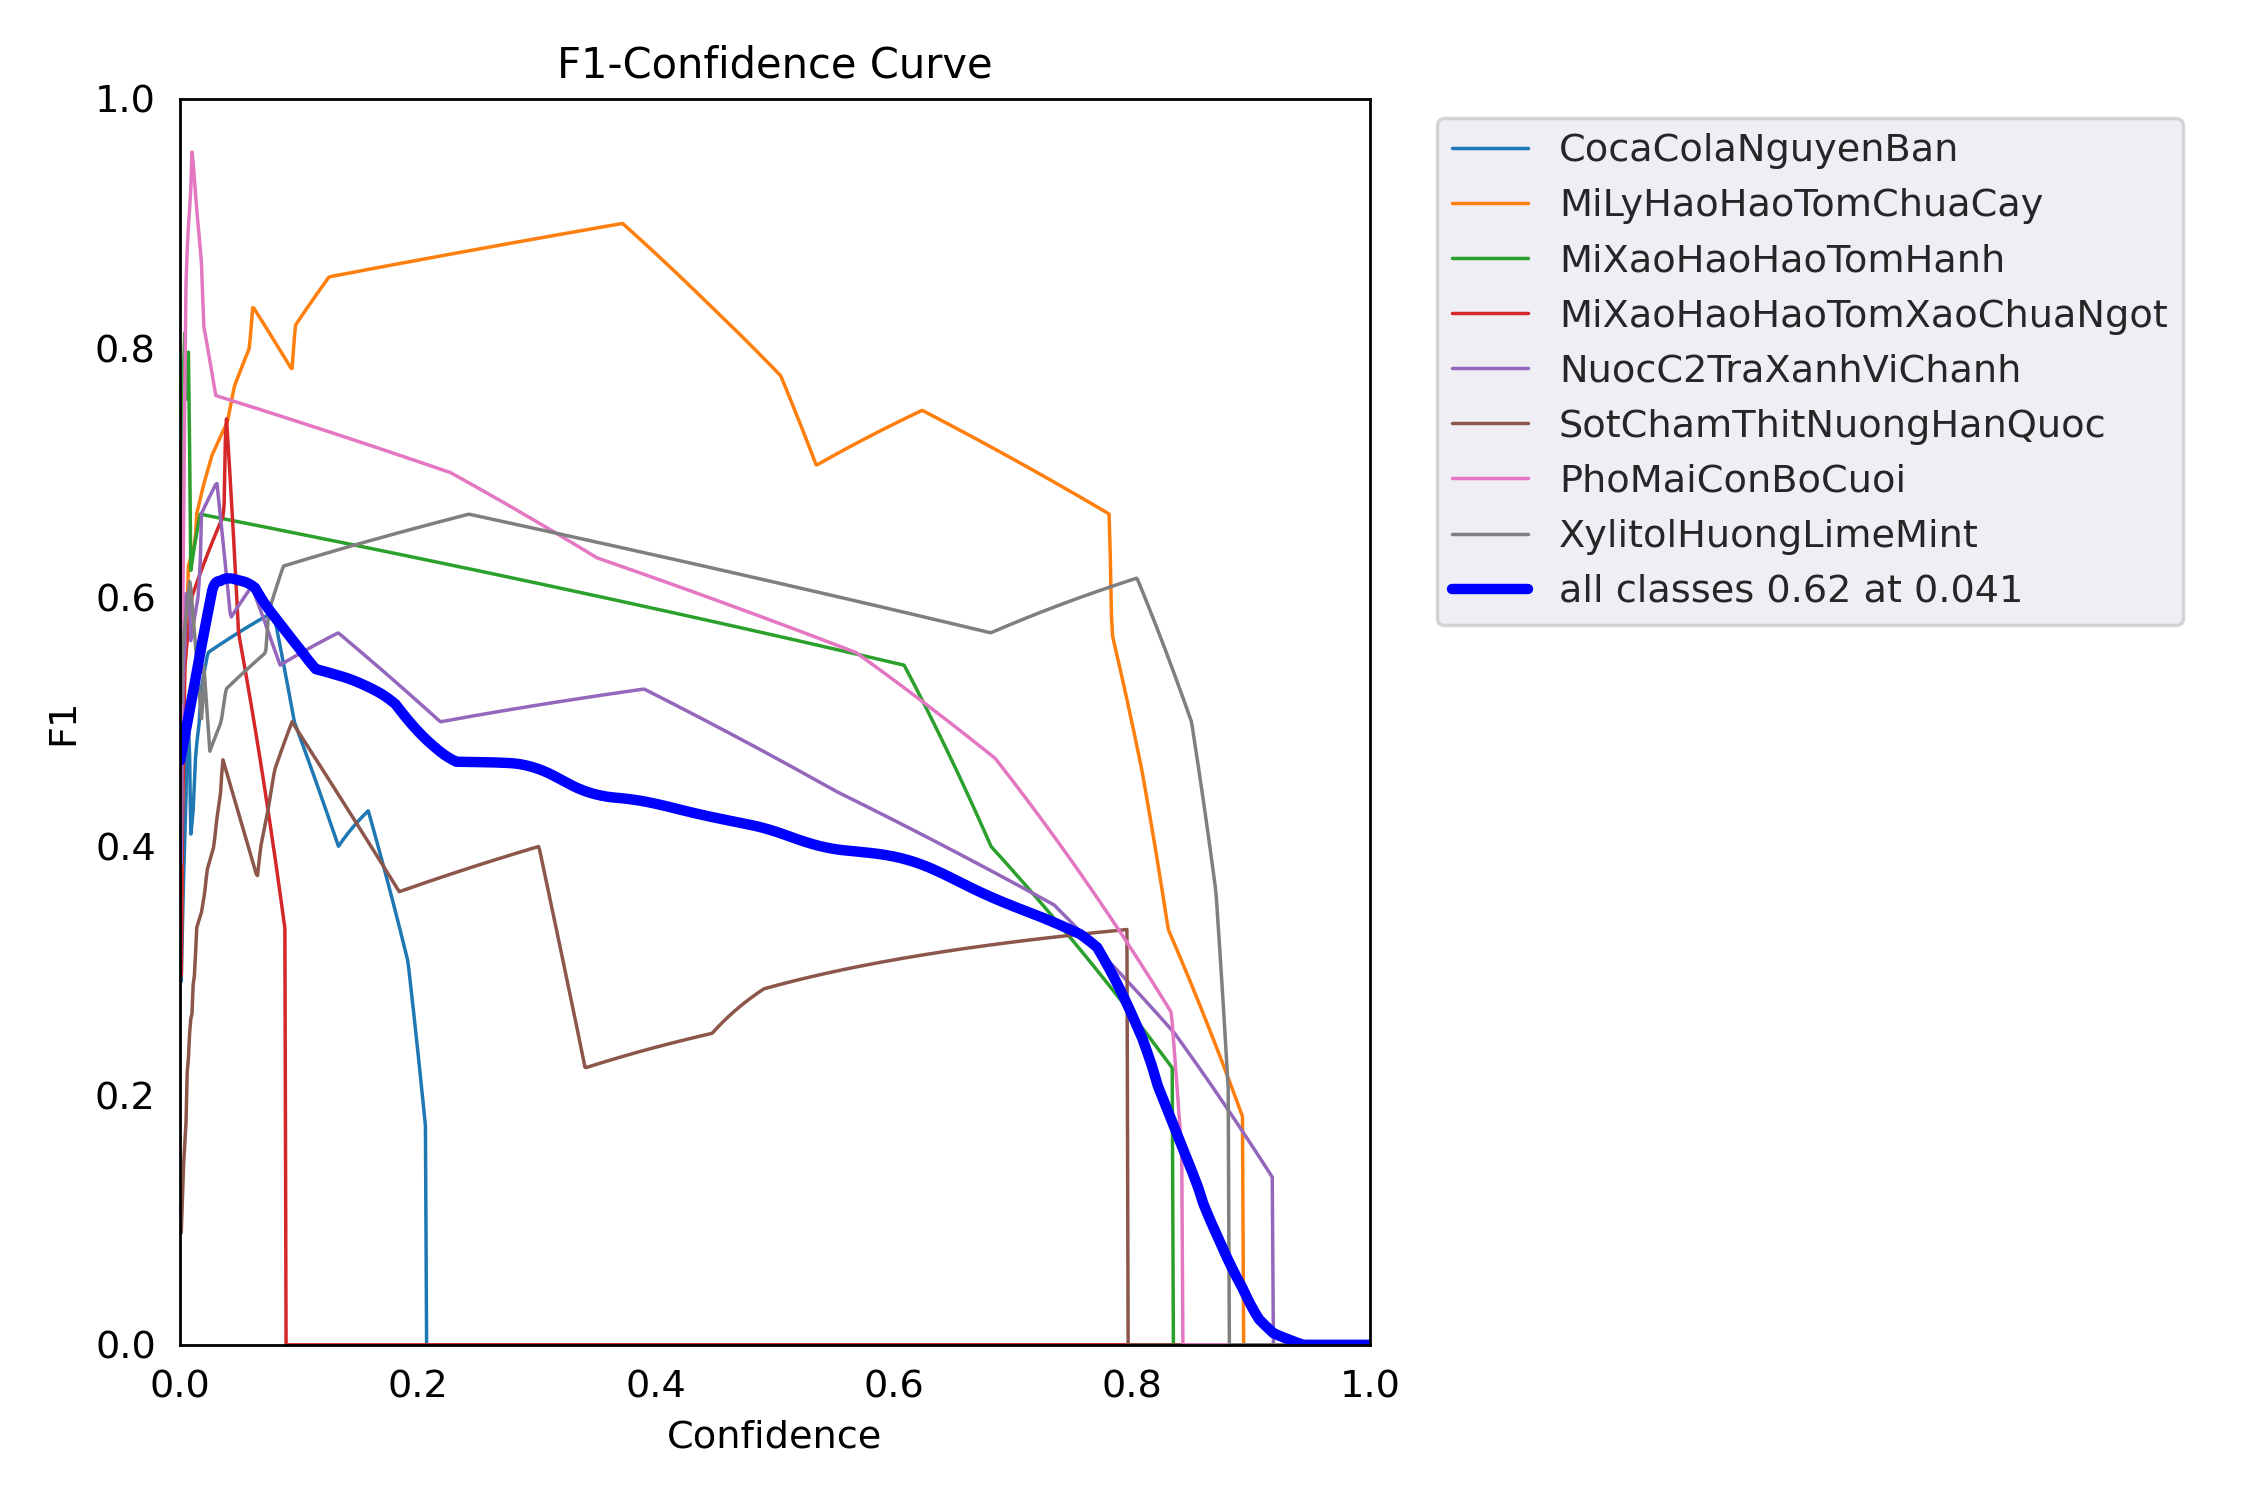 F1-Confidence Curve
1.0
0.8
0.6
0.4
0.2
0.0
F1
0.0 0.2 0.4 0.6 0.8 1.0
Confidence
CocaColaNguyenBan
MiLyHaoHaoTomChuaCay
MiXaoHaoHaoTomHanh
MiXaoHaoHaoTomXaoChuaNgot
NuocC2TraXanhViChanh
SotChamThitNuongHanQuoc
PhoMaiConBoCuoi
XylitolHuongLimeMint
all classes 0.62 at 0.041